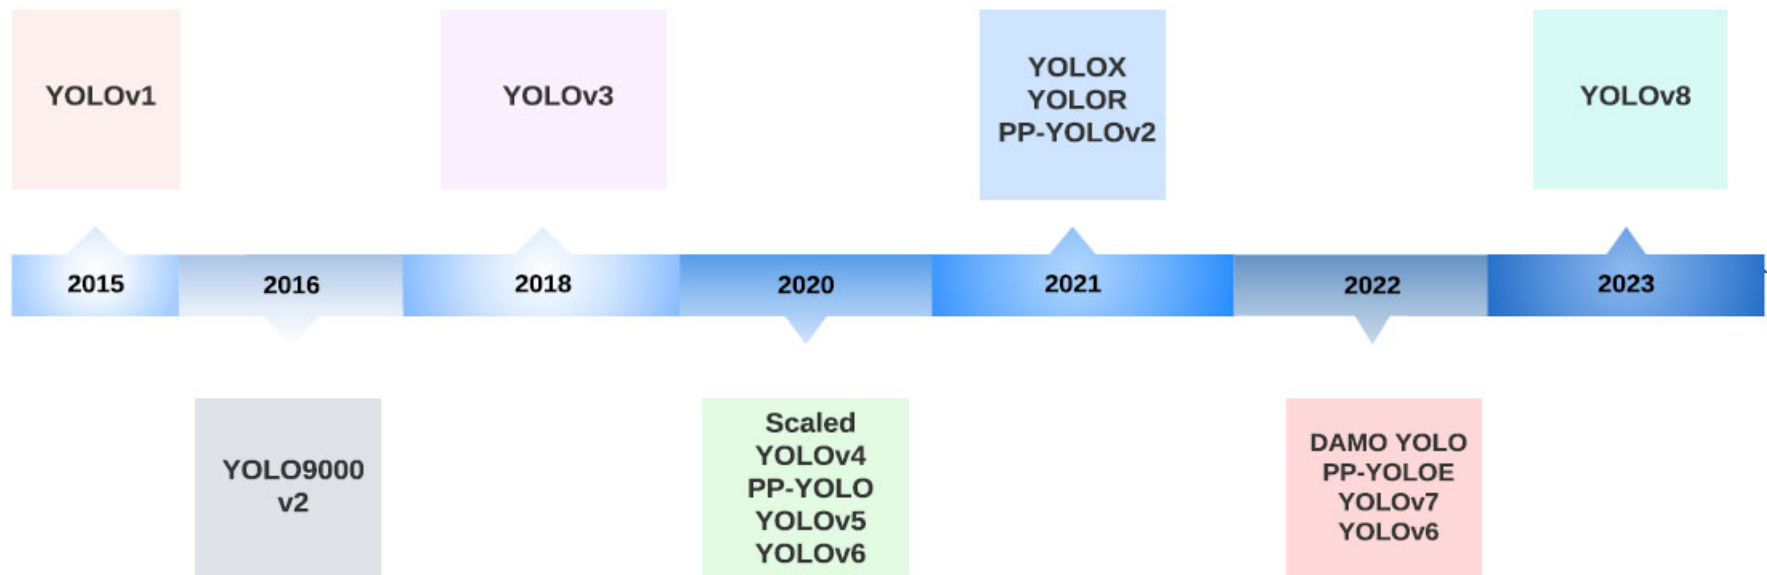 YOLOv1
YOLOv3
YOLOX
YOLOR
PP-YOLOv2
YOLOv8
2015
2016
2018
2020
2021
2022
2023
YOLO9000
v2
Scaled
YOLOv4
PP-YOLO
YOLOv5
YOLOv6
DAMO YOLO
PP-YOLOE
YOLOv7
YOLOv6